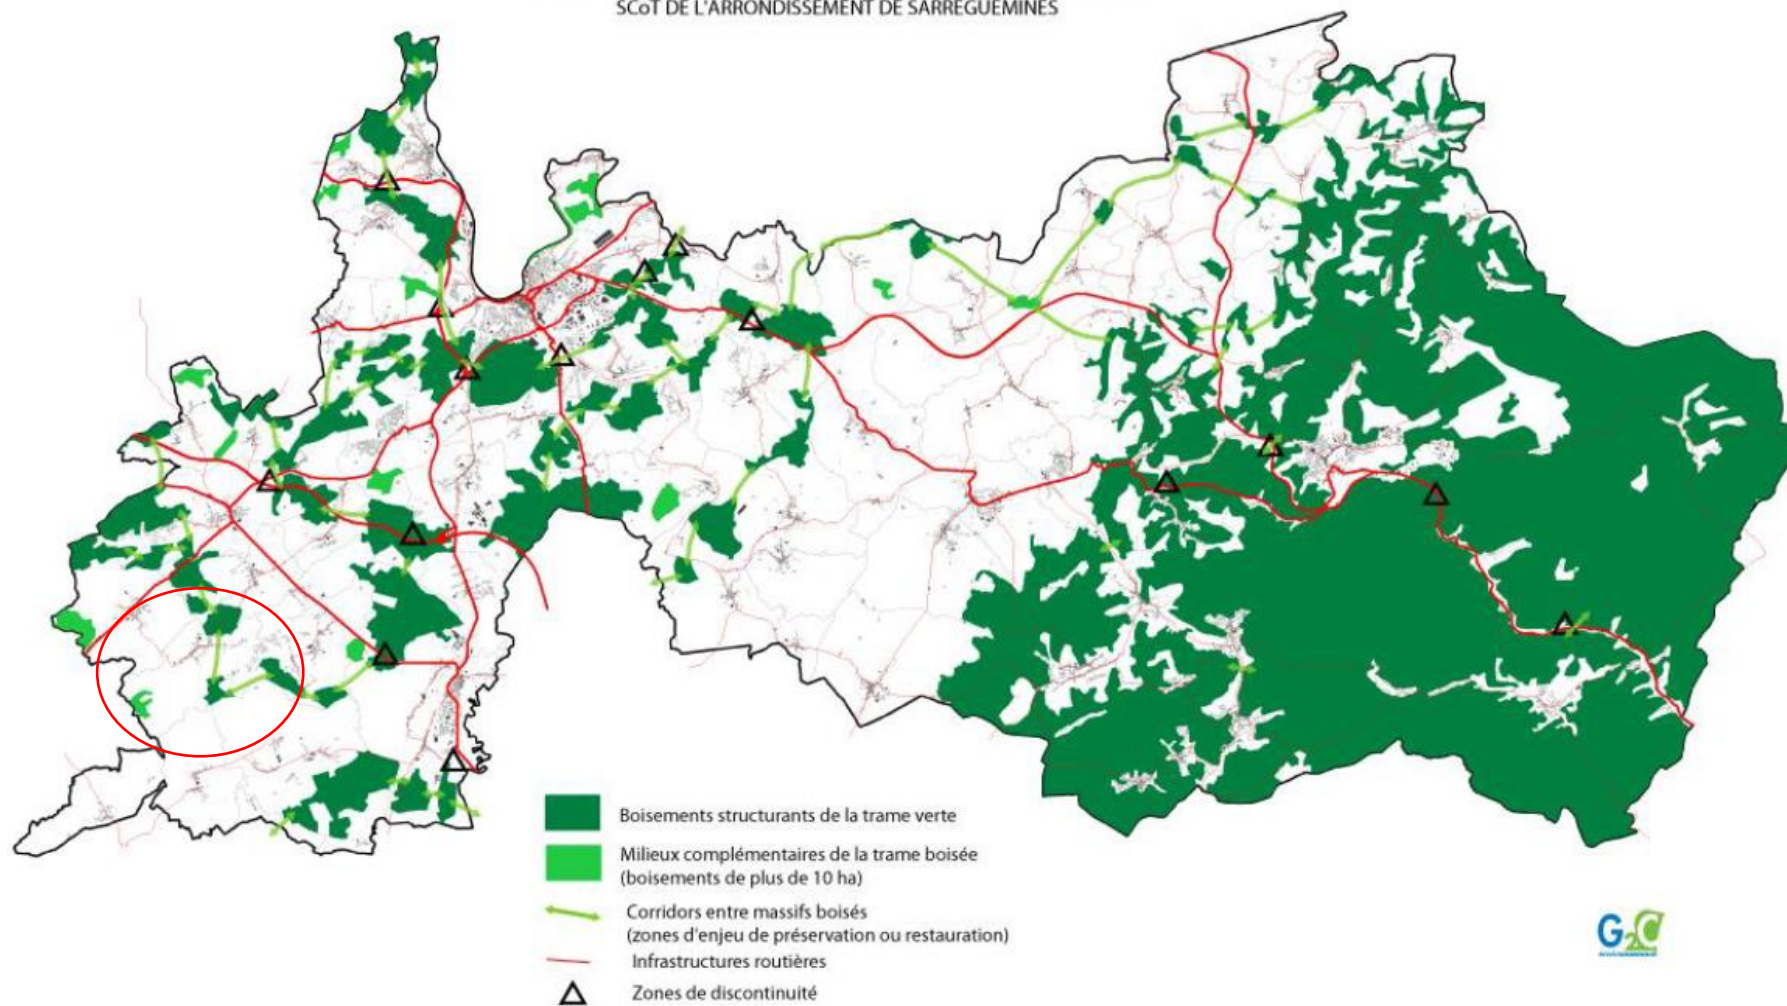 SCoT DE L'ARRONDISSEMENT DE SARREGUEMINES
Boisements structurants de la trame verte
Milieux complémentaires de la trame boisée
(boisements de plus de 10 ha)
Corridors entre massifs boisés
(zones d'enjeu de préservation ou restauration)
Infrastructures routières
Zones de discontinuité
G2C